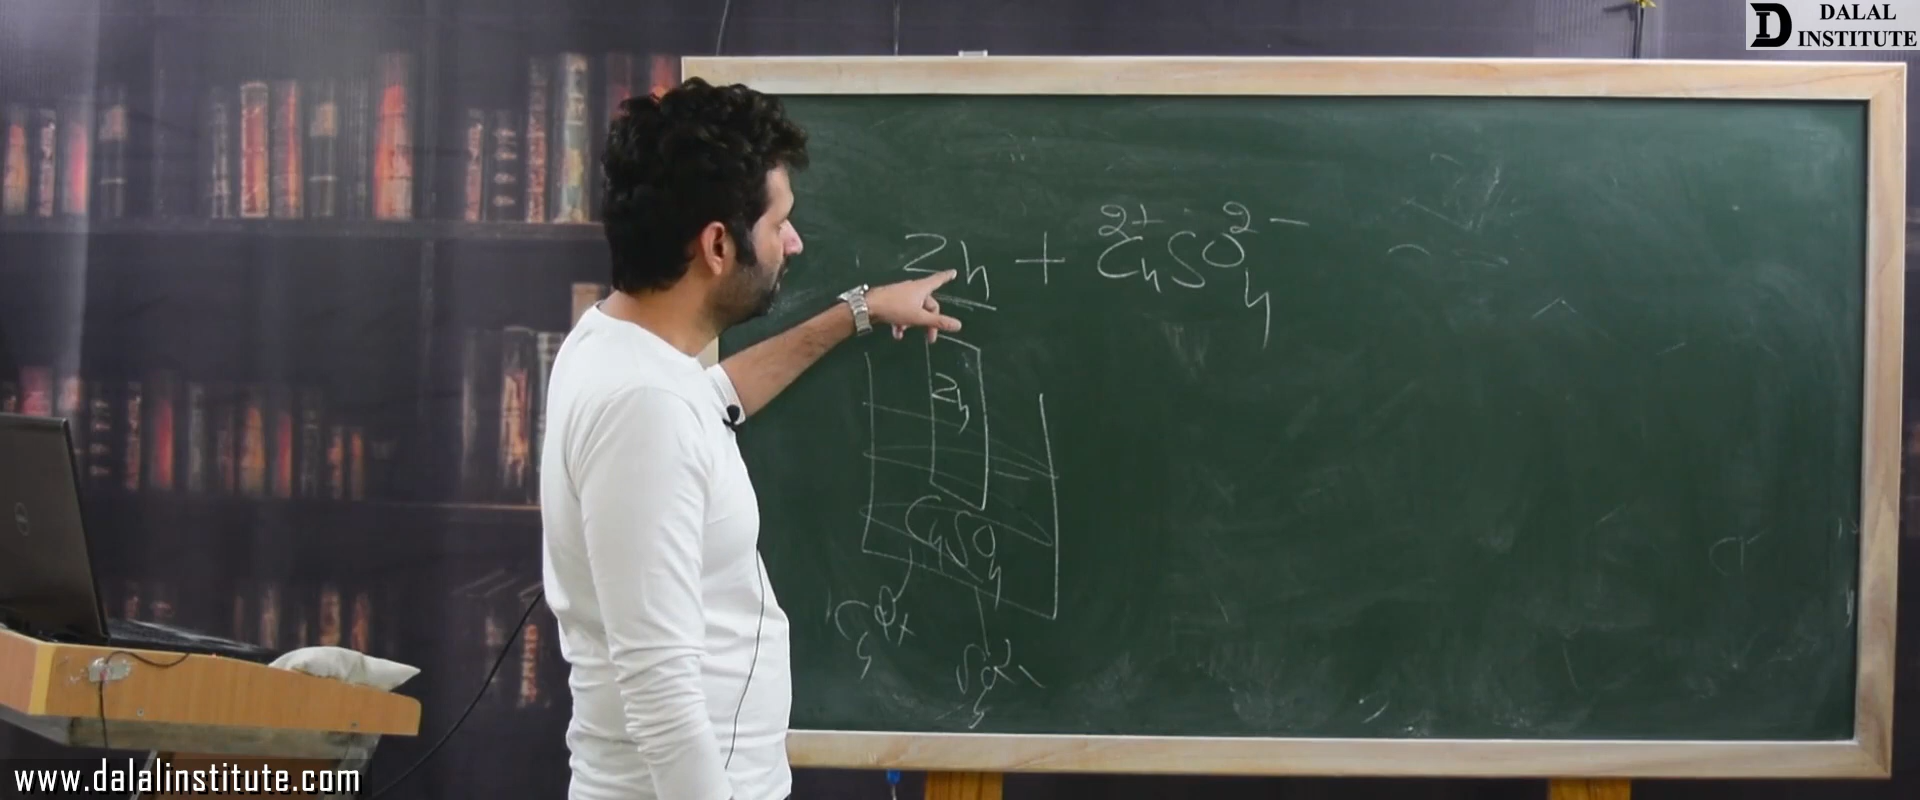 DALAL
INSTITUTE
Zn + Cu²⁺SO₄²⁻
Zn
CuSO₄
Cu²⁺
SO₄²⁻
www.dalalinstitute.com